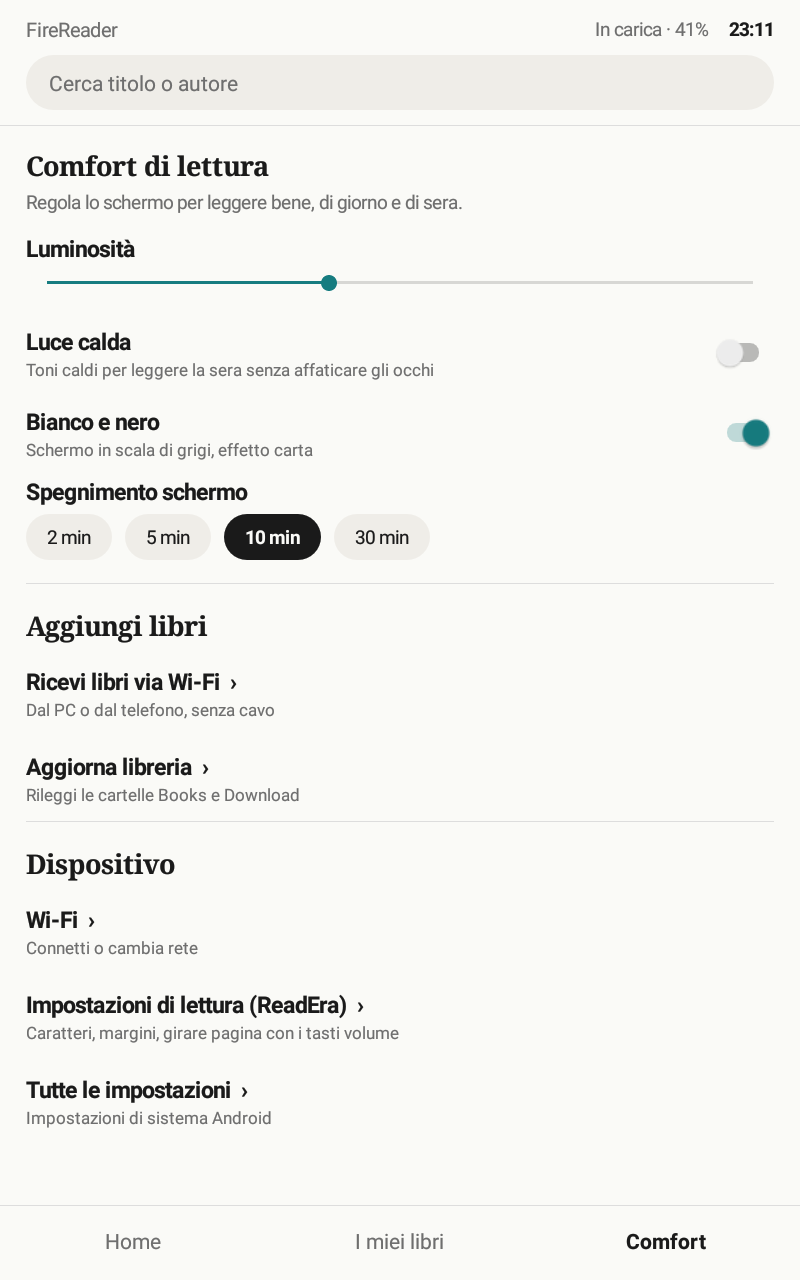 FireReader
In carica · 41% 23:11
Cerca titolo o autore
Comfort di lettura
Regola lo schermo per leggere bene, di giorno e di sera.
Luminosità
Luce calda
Toni caldi per leggere la sera senza affaticare gli occhi
Bianco e nero
Schermo in scala di grigi, effetto carta
Spegnimento schermo
2 min 5 min 10 min 30 min
Aggiungi libri
Ricevi libri via Wi-Fi ›
Dal PC o dal telefono, senza cavo
Aggiorna libreria ›
Rileggi le cartelle Books e Download
Dispositivo
Wi-Fi ›
Connetti o cambia rete
Impostazioni di lettura (ReadEra) ›
Caratteri, margini, girare pagina con i tasti volume
Tutte le impostazioni ›
Impostazioni di sistema Android
Home I miei libri Comfort